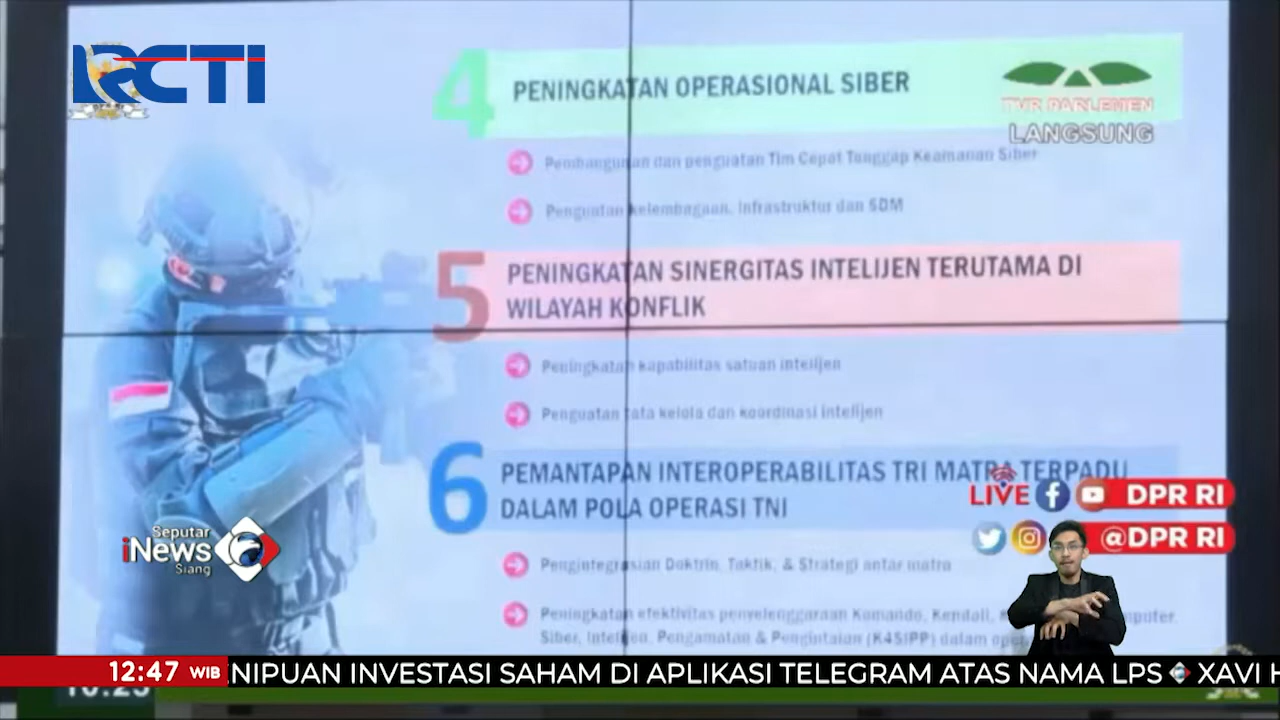 RCTI
4 PENINGKATAN OPERASIONAL SIBER
TVR PARLEMEN
LANGSUNG
Pembangunan dan penguatan Tim Cepat Tanggap Keamanan Siber
Penguatan kelembagaan, Infrastruktur dan SDM
5 PENINGKATAN SINERGITAS INTELIJEN TERUTAMA DI
WILAYAH KONFLIK
Peningkatan kapabilitas satuan intelijen
Penguatan tata kelola dan koordinasi intelijen
6 PEMANTAPAN INTEROPERABILITAS TRI MATRA TERPADU
DALAM POLA OPERASI TNI
LIVE DPR RI
@DPR RI
Seputar
iNews
Siang
Pengintegrasian Doktrin, Taktik, & Strategi antar matra
Peningkatan efektivitas penyelenggaraan Komando, Kendali,
Siber, Intelijen, Pengamatan & Pengintaian (K4SIPP) dalam
12:47 WIB ENIPUAN INVESTASI SAHAM DI APLIKASI TELEGRAM ATAS NAMA LPS XAVI H